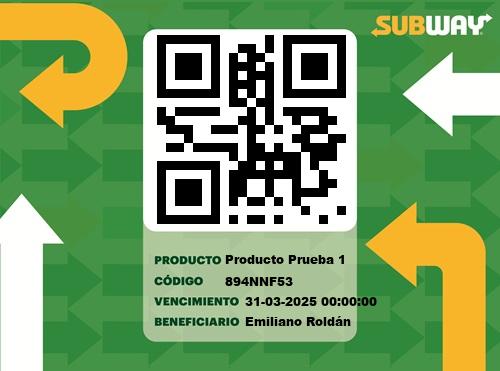 SUBWAY
PRODUCTO Producto Prueba 1
CÓDIGO 894NNF53
VENCIMIENTO 31-03-2025 00:00:00
BENEFICIARIO Emiliano Roldán